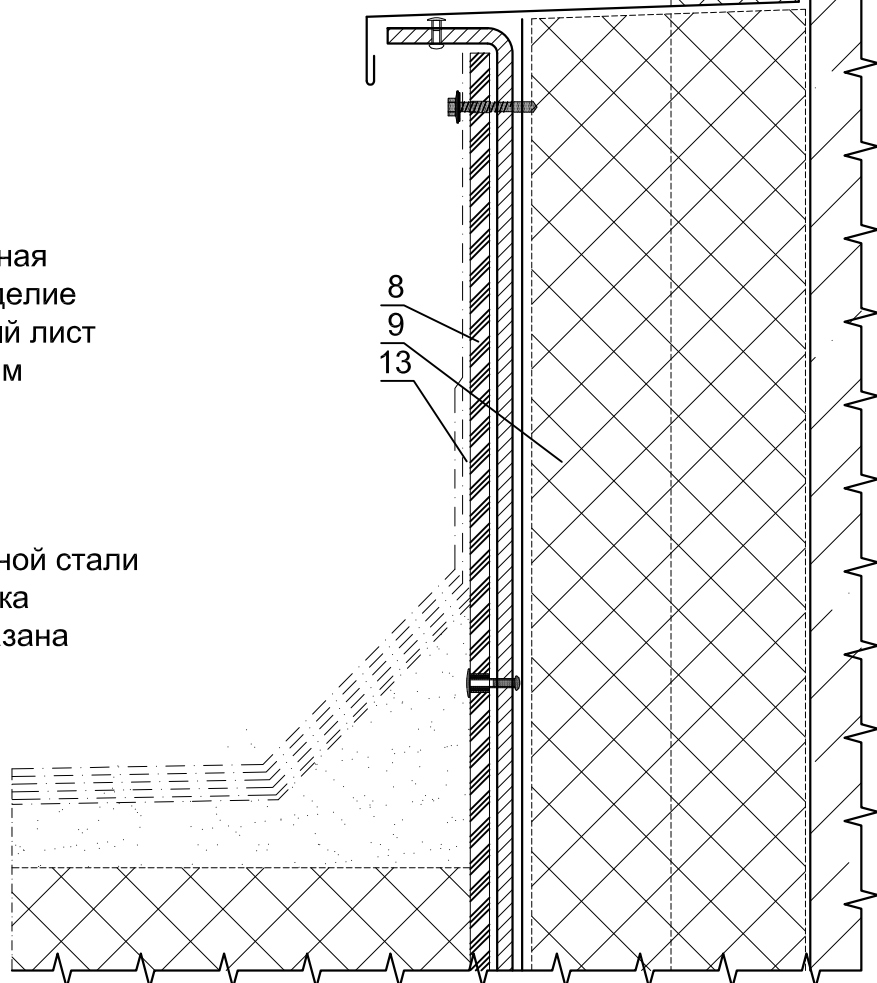 ная
делие
й лист
м
8
9
13
ной стали
ка
зана